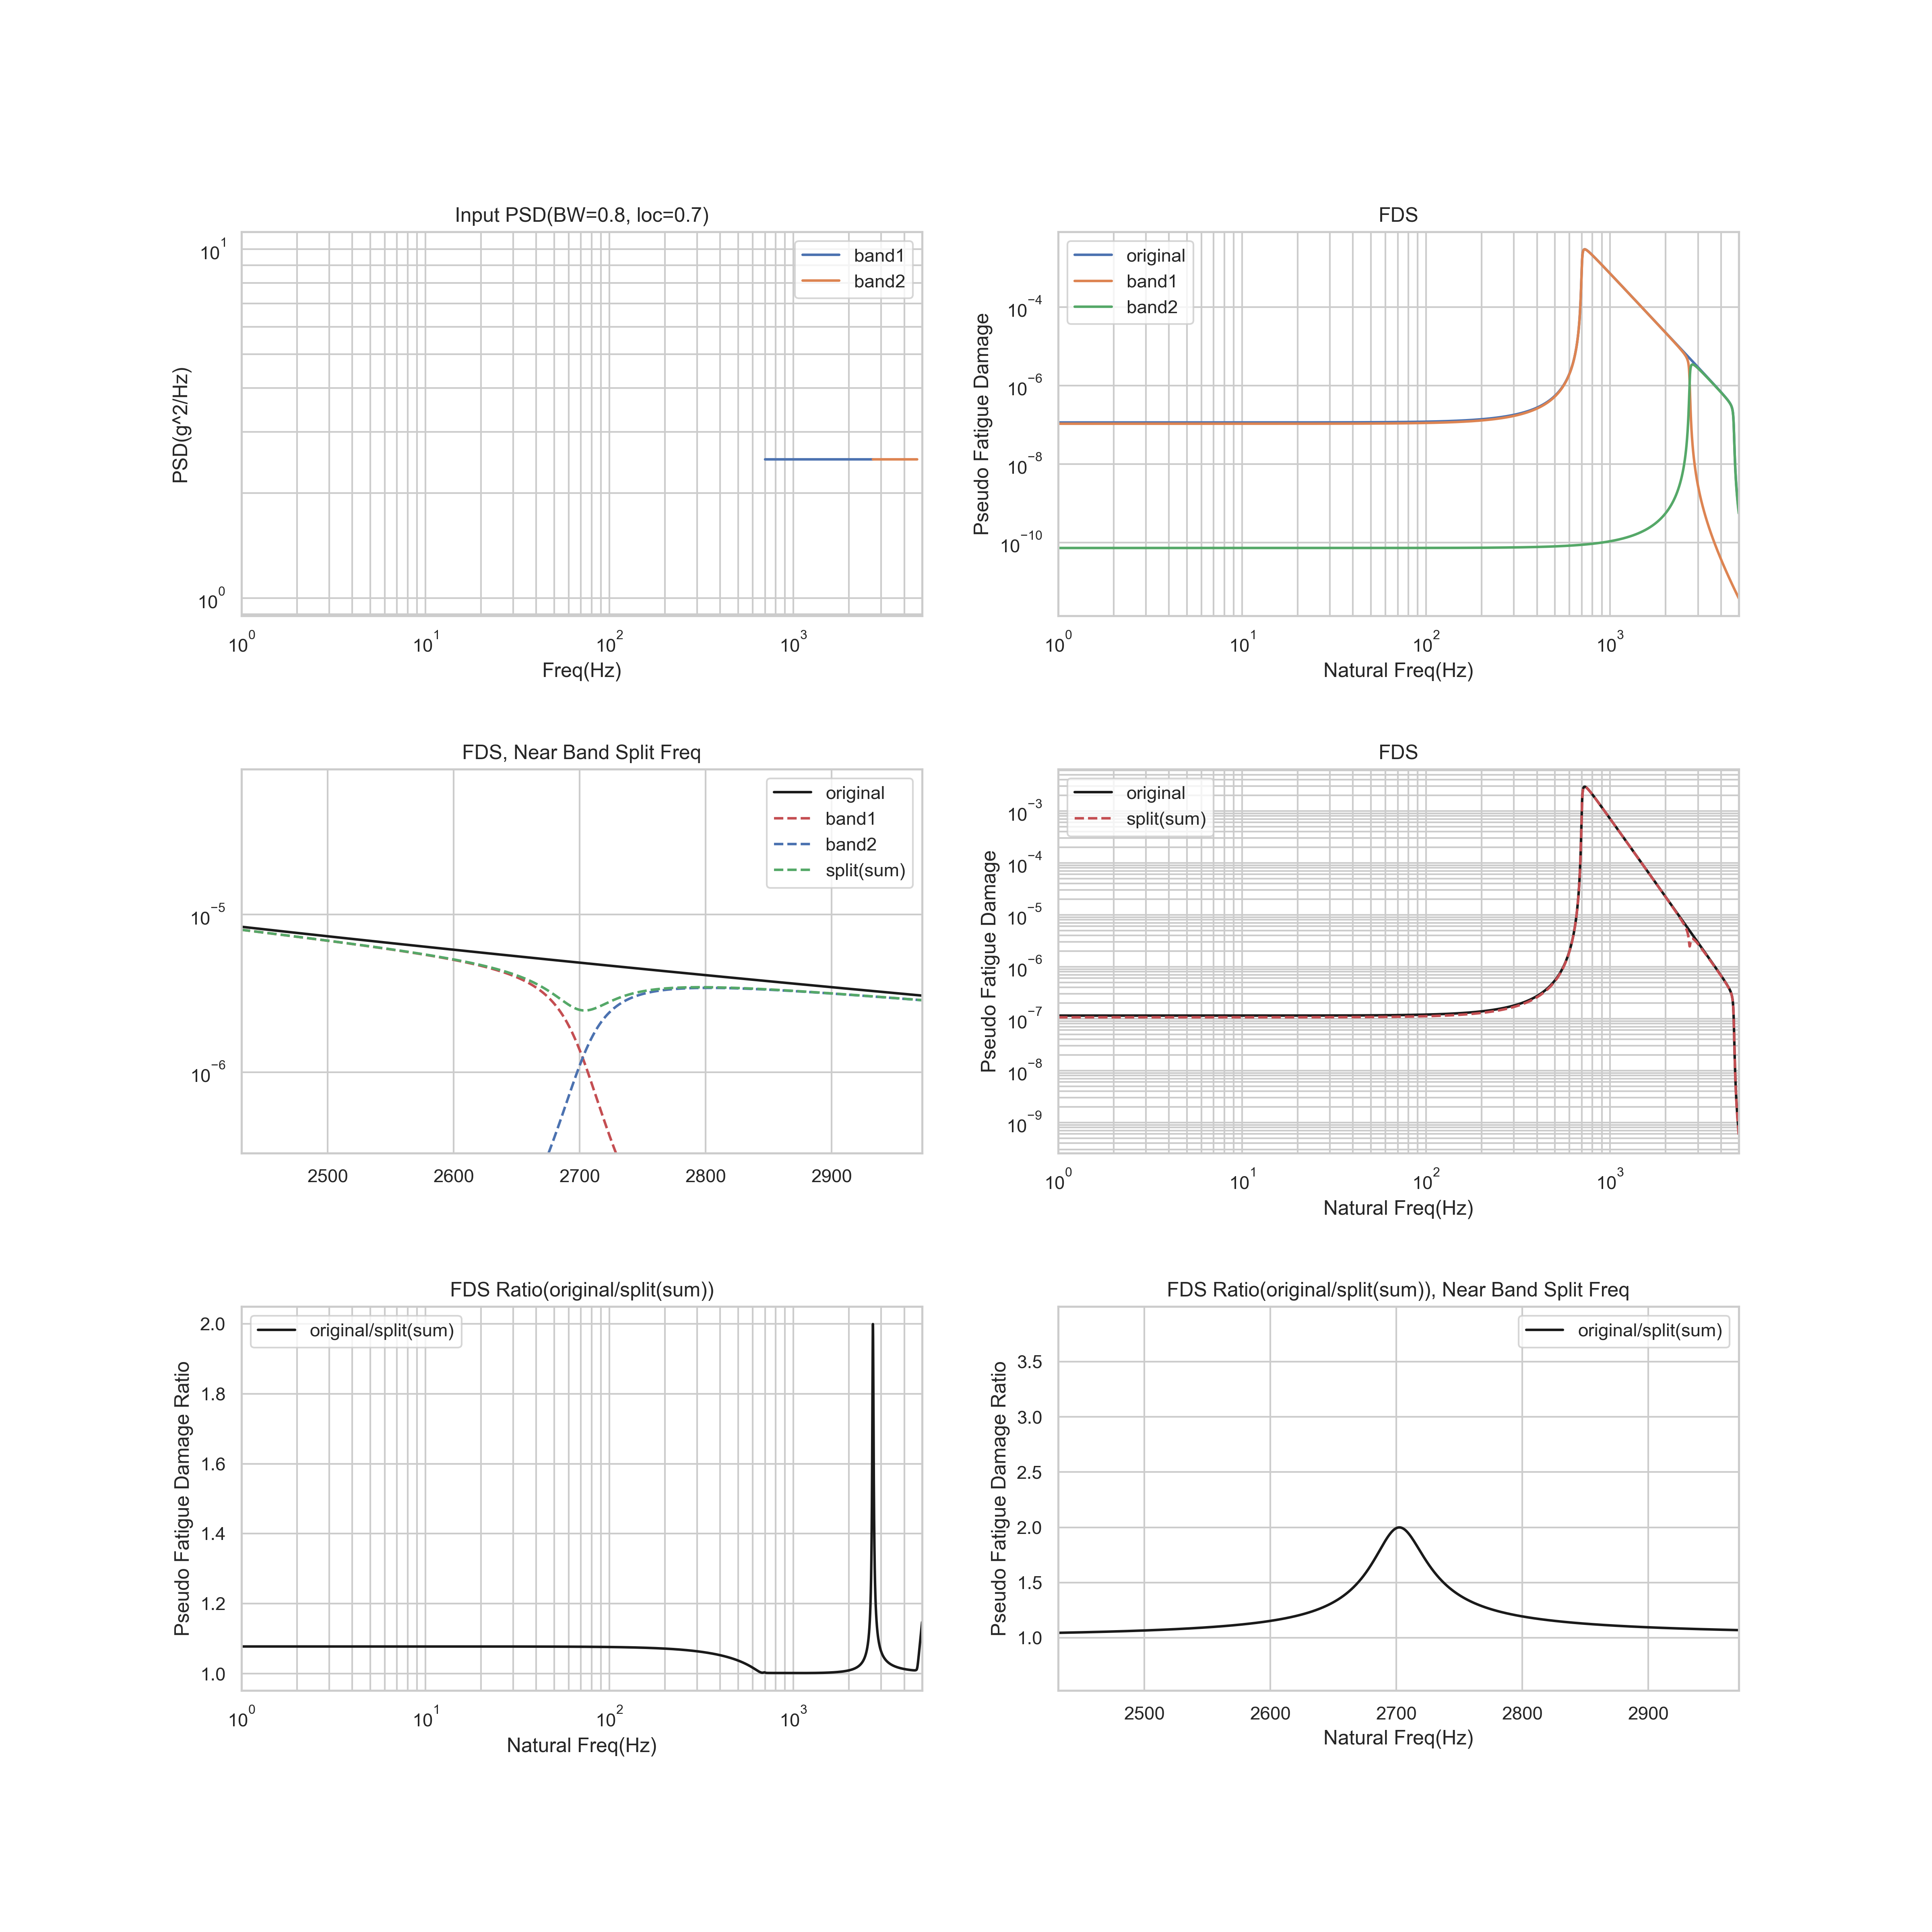 Input PSD(BW=0.8, loc=0.7)
PSD(g^2/Hz)
10^1
10^0
band1
band2
10^0 10^1 10^2 10^3
Freq(Hz)
FDS
Pseudo Fatigue Damage
10^−4
10^−6
10^−8
10^−10
original
band1
band2
10^0 10^1 10^2 10^3
Natural Freq(Hz)
FDS, Near Band Split Freq
10^−5
10^−6
original
band1
band2
split(sum)
2500 2600 2700 2800 2900
FDS
Pseudo Fatigue Damage
10^−3
10^−4
10^−5
10^−6
10^−7
10^−8
10^−9
original
split(sum)
10^0 10^1 10^2 10^3
Natural Freq(Hz)
FDS Ratio(original/split(sum))
Pseudo Fatigue Damage Ratio
2.0
1.8
1.6
1.4
1.2
1.0
original/split(sum)
10^0 10^1 10^2 10^3
Natural Freq(Hz)
FDS Ratio(original/split(sum)), Near Band Split Freq
Pseudo Fatigue Damage Ratio
3.5
3.0
2.5
2.0
1.5
1.0
original/split(sum)
2500 2600 2700 2800 2900
Natural Freq(Hz)